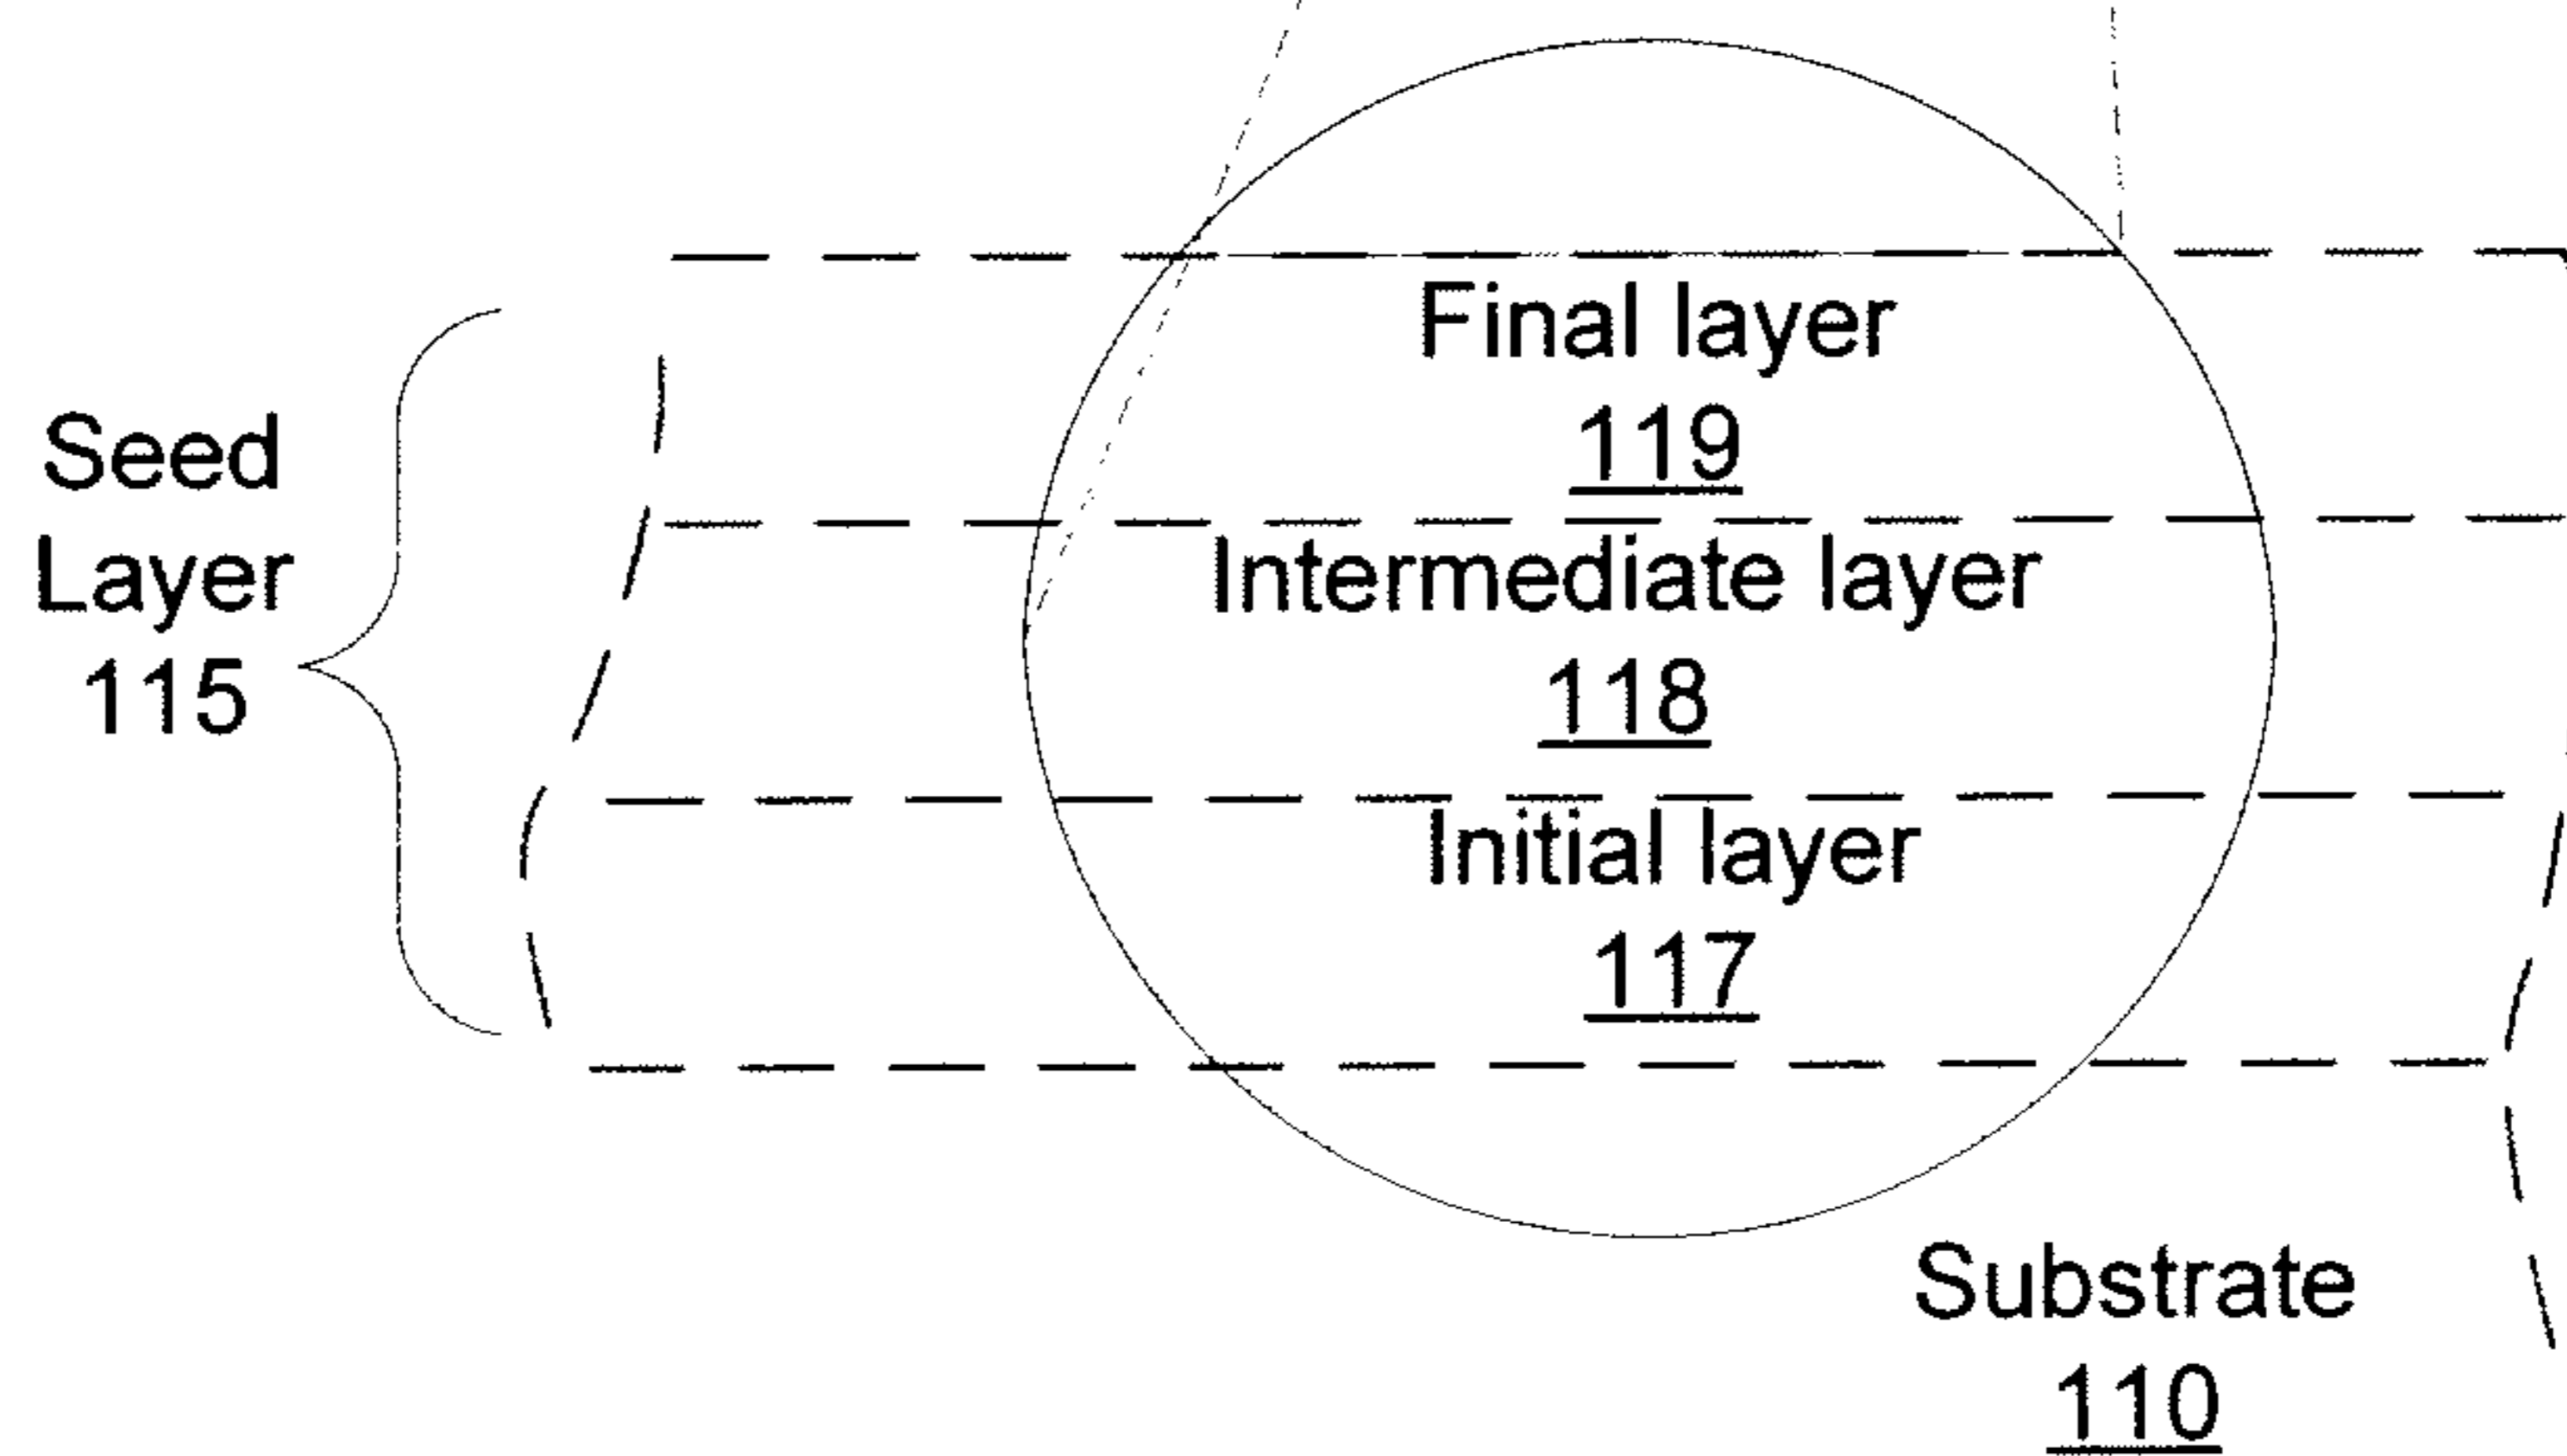 Final layer
119
Seed
Layer
115
Intermediate layer
118
Initial layer
117
Substrate
110